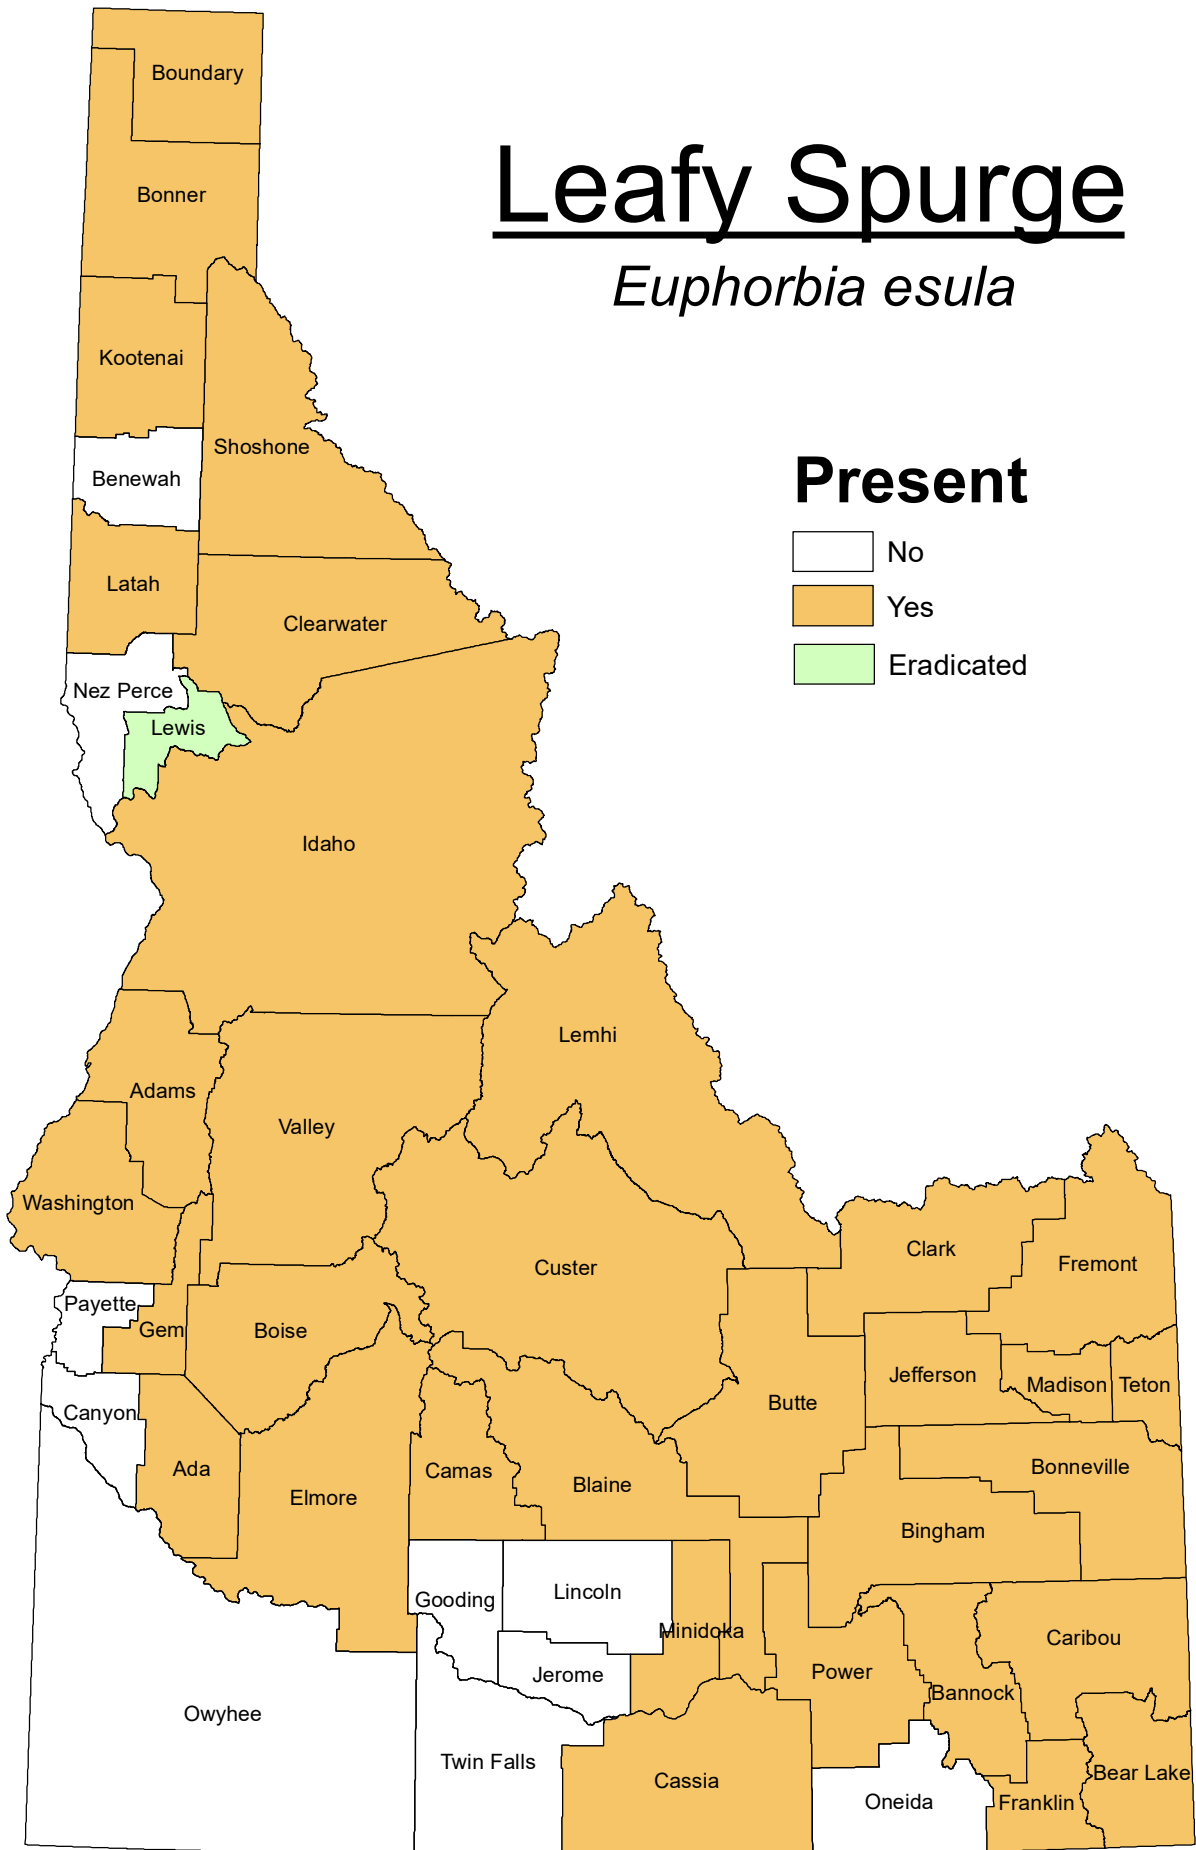 Leafy Spurge
Euphorbia esula
Present
No
Yes
Eradicated
Boundary
Bonner
Kootenai
Shoshone
Benewah
Latah
Clearwater
Nez Perce
Lewis
Idaho
Lemhi
Adams
Valley
Washington
Clark
Fremont
Custer
Payette
Gem
Boise
Jefferson
Madison
Teton
Butte
Canyon
Ada
Camas
Blaine
Bonneville
Elmore
Bingham
Gooding
Lincoln
Minidoka
Caribou
Jerome
Power
Bannock
Owyhee
Twin Falls
Cassia
Oneida
Franklin
Bear Lake